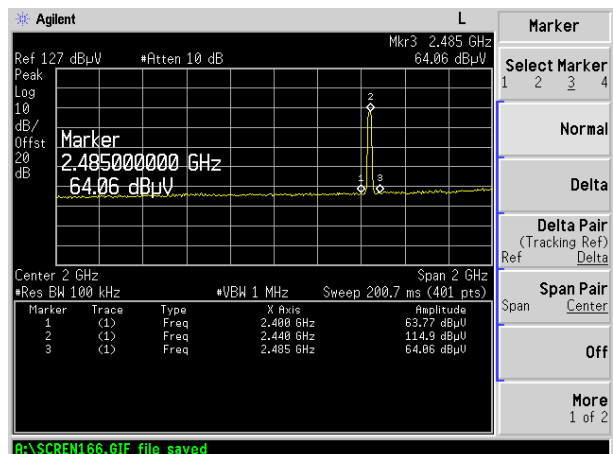 Agilent
L
Marker
Mkr3 2.485 GHz
Ref 127 dBµV #Atten 10 dB 64.06 dBµV
Peak
Log
10
dB/
Offst
20
dB
Marker
2.485000000 GHz
64.06 dBµV
1
2
3
Center 2 GHz Span 2 GHz
#Res BW 100 kHz #VBW 1 MHz Sweep 200.7 ms (401 pts)
Marker Trace Type X Axis Amplitude
1 (1) Freq 2.400 GHz 63.77 dBµV
2 (1) Freq 2.440 GHz 114.9 dBµV
3 (1) Freq 2.485 GHz 64.06 dBµV
A:\SCREN166.GIF file saved
Select Marker
1 2 3 4
Normal
Delta
Delta Pair
(Tracking Ref)
Ref Delta
Span Pair
Span Center
Off
More
1 of 2